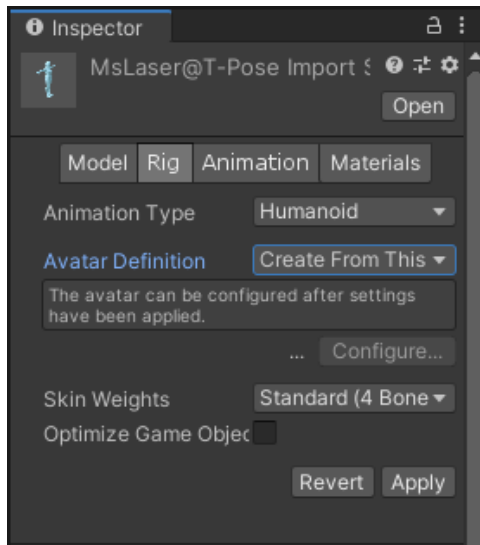 Inspector
MsLaser@T-Pose Import S
Open
Model Rig Animation Materials
Animation Type Humanoid
Avatar Definition Create From This
The avatar can be configured after settings
have been applied.
... Configure...
Skin Weights Standard (4 Bone
Optimize Game Objec
Revert Apply